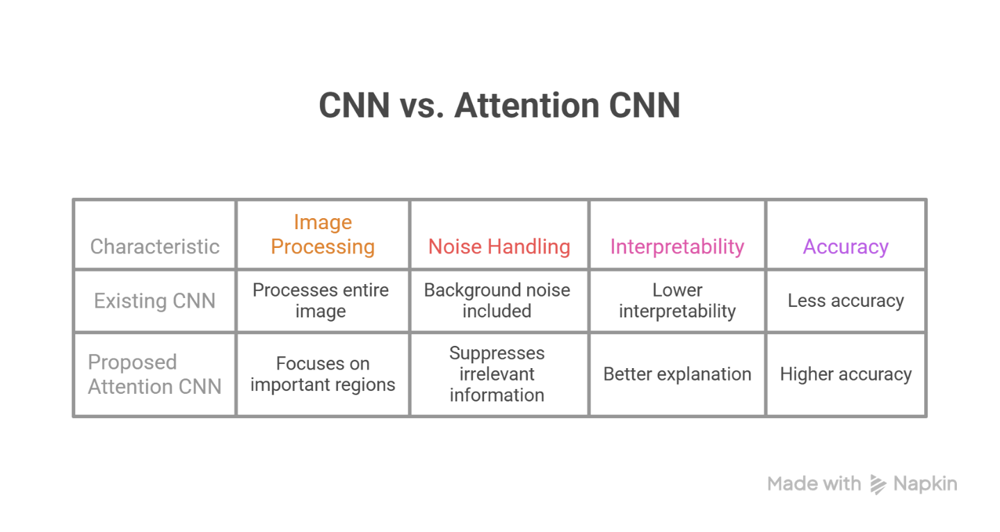 CNN vs. Attention CNN
Characteristic
Image
Processing
Noise Handling
Interpretability
Accuracy
Existing CNN
Processes entire
image
Background noise
included
Lower
interpretability
Less accuracy
Proposed
Attention CNN
Focuses on
important regions
Suppresses
irrelevant
information
Better explanation
Higher accuracy
Made with Napkin